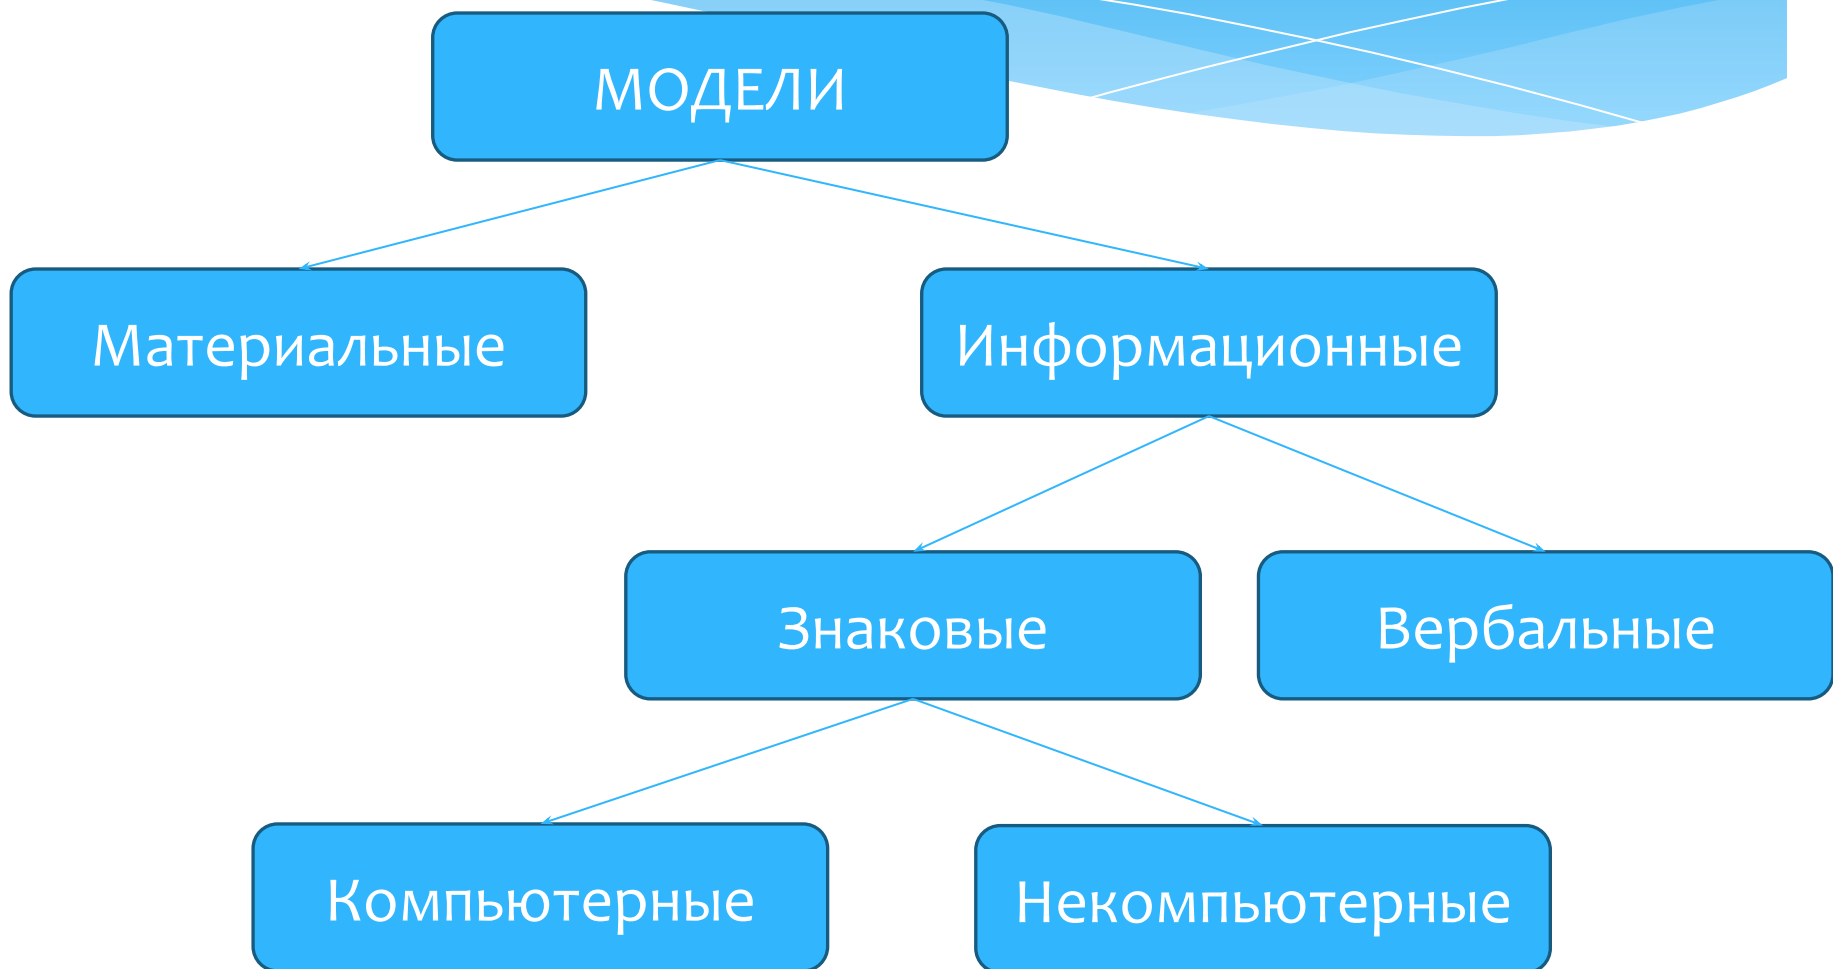 МОДЕЛИ
Материальные
Информационные
Знаковые
Вербальные
Компьютерные
Некомпьютерные